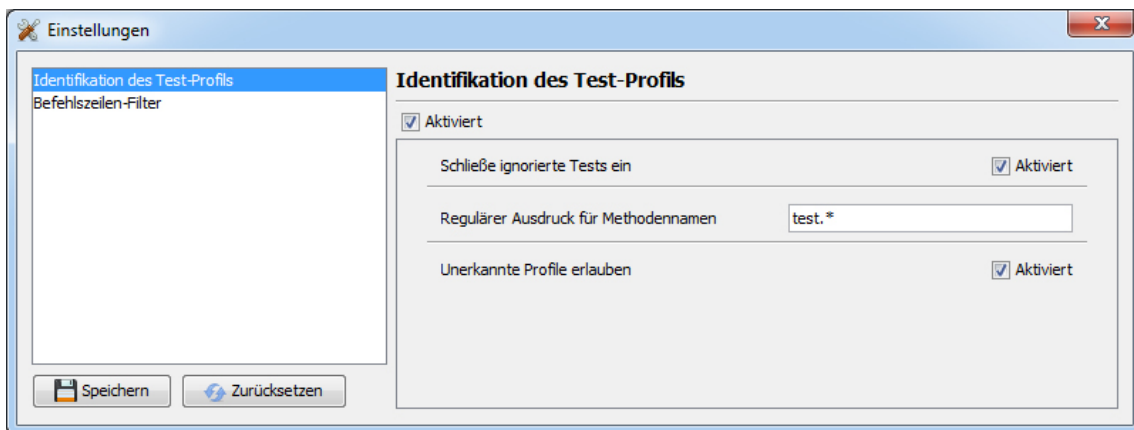 Einstellungen
Identifikation des Test-Profils
Befehlszeilen-Filter
Speichern
Zurücksetzen
Identifikation des Test-Profils
Aktiviert
Schließe ignorierte Tests ein
Aktiviert
Regulärer Ausdruck für Methodennamen
test.*
Unerkannte Profile erlauben
Aktiviert